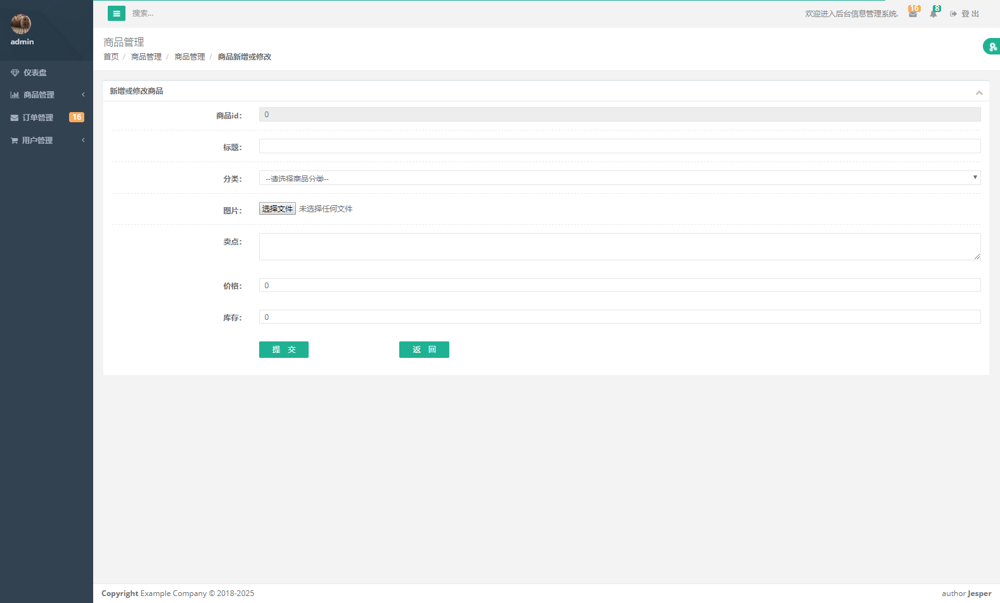 admin
仪表盘
商品管理
订单管理 16
用户管理
搜索...
欢迎进入后台信息管理系统. 16 8 登 出
商品管理
首页 / 商品管理 / 商品管理 / 商品新增或修改
新增或修改商品
商品id： 0
标题：
分类： --请选择商品分类--
图片： 选择文件 未选择任何文件
卖点：
价格： 0
库存： 0
提 交 返 回
Copyright Example Company © 2018-2025 author Jesper